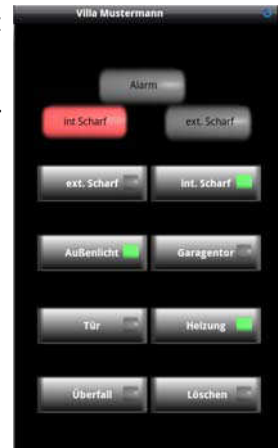 Villa Mustermann
Alarm
int Scharf
ext. Scharf
ext. Scharf
int. Scharf
Außenlicht
Garagentor
Tür
Heizung
Überfall
Löschen